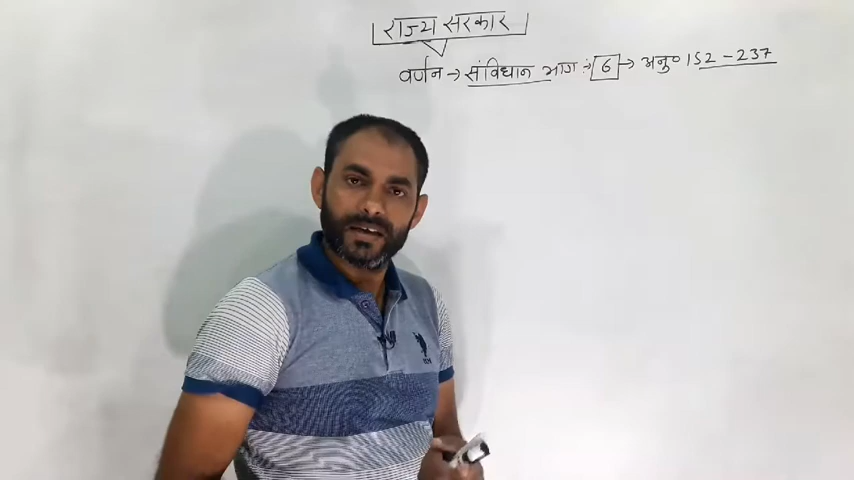 राज्य सरकार
वर्णन → संविधान भाग :→ 6 → अनु० 152 - 237